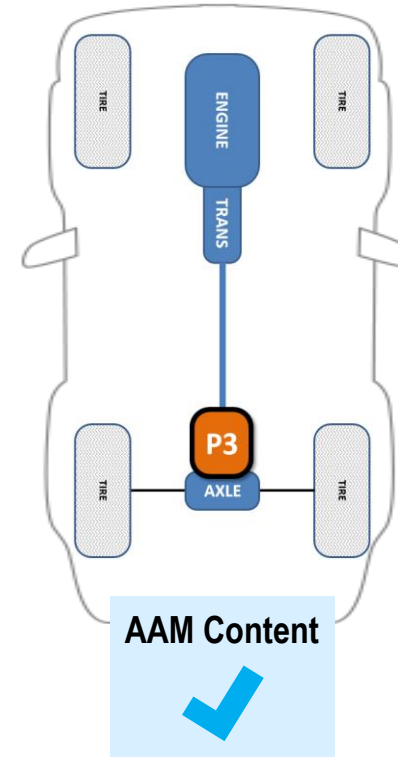 TIRE
TIRE
ENGINE
TRANS
P3
AXLE
TIRE
TIRE
AAM Content